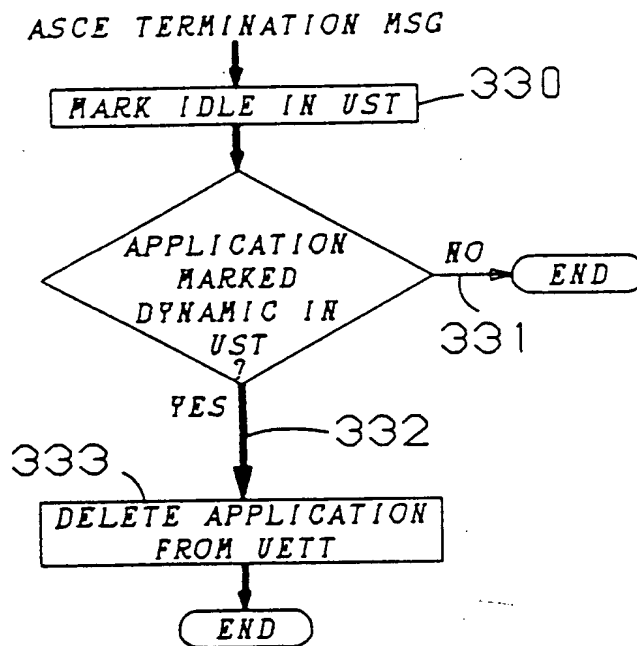 ASCE TERMINATION MSG
330
MARK IDLE IN UST
APPLICATION
MARKED
DYNAMIC IN
UST
?
NO
END
331
YES
332
333
DELETE APPLICATION
FROM UETT
END